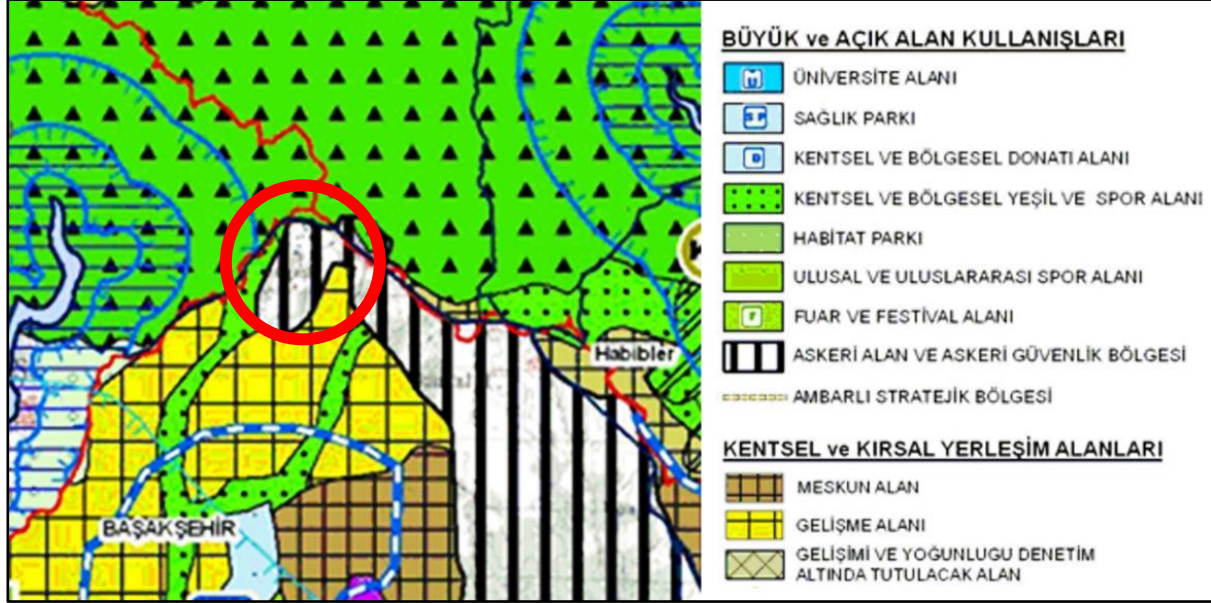 Habibler
BAŞAKŞEHİR
BÜYÜK ve AÇIK ALAN KULLANIŞLARI
U
ÜNİVERSİTE ALANI
S P
SAĞLIK PARKI
D
KENTSEL VE BÖLGESEL DONATI ALANI
KENTSEL VE BÖLGESEL YEŞİL VE SPOR ALANI
HABİTAT PARKI
ULUSAL VE ULUSLARARASI SPOR ALANI
F
FUAR VE FESTİVAL ALANI
ASKERİ ALAN VE ASKERİ GÜVENLİK BÖLGESİ
AMBARLI STRATEJİK BÖLGESİ
KENTSEL ve KIRSAL YERLEŞİM ALANLARI
MESKUN ALAN
GELİŞME ALANI
GELİŞİMİ VE YOĞUNLUGU DENETİM
ALTINDA TUTULACAK ALAN